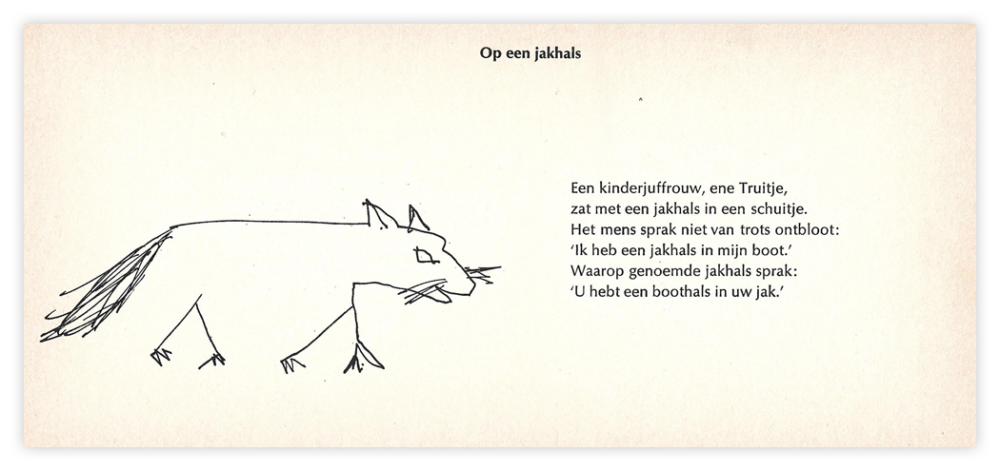 Op een jakhals
Een kinderjuffrouw, ene Truitje,
zat met een jakhals in een schuitje.
Het mens sprak niet van trots ontbloot:
‘Ik heb een jakhals in mijn boot.’
Waarop genoemde jakhals sprak:
‘U hebt een boothals in uw jak.’